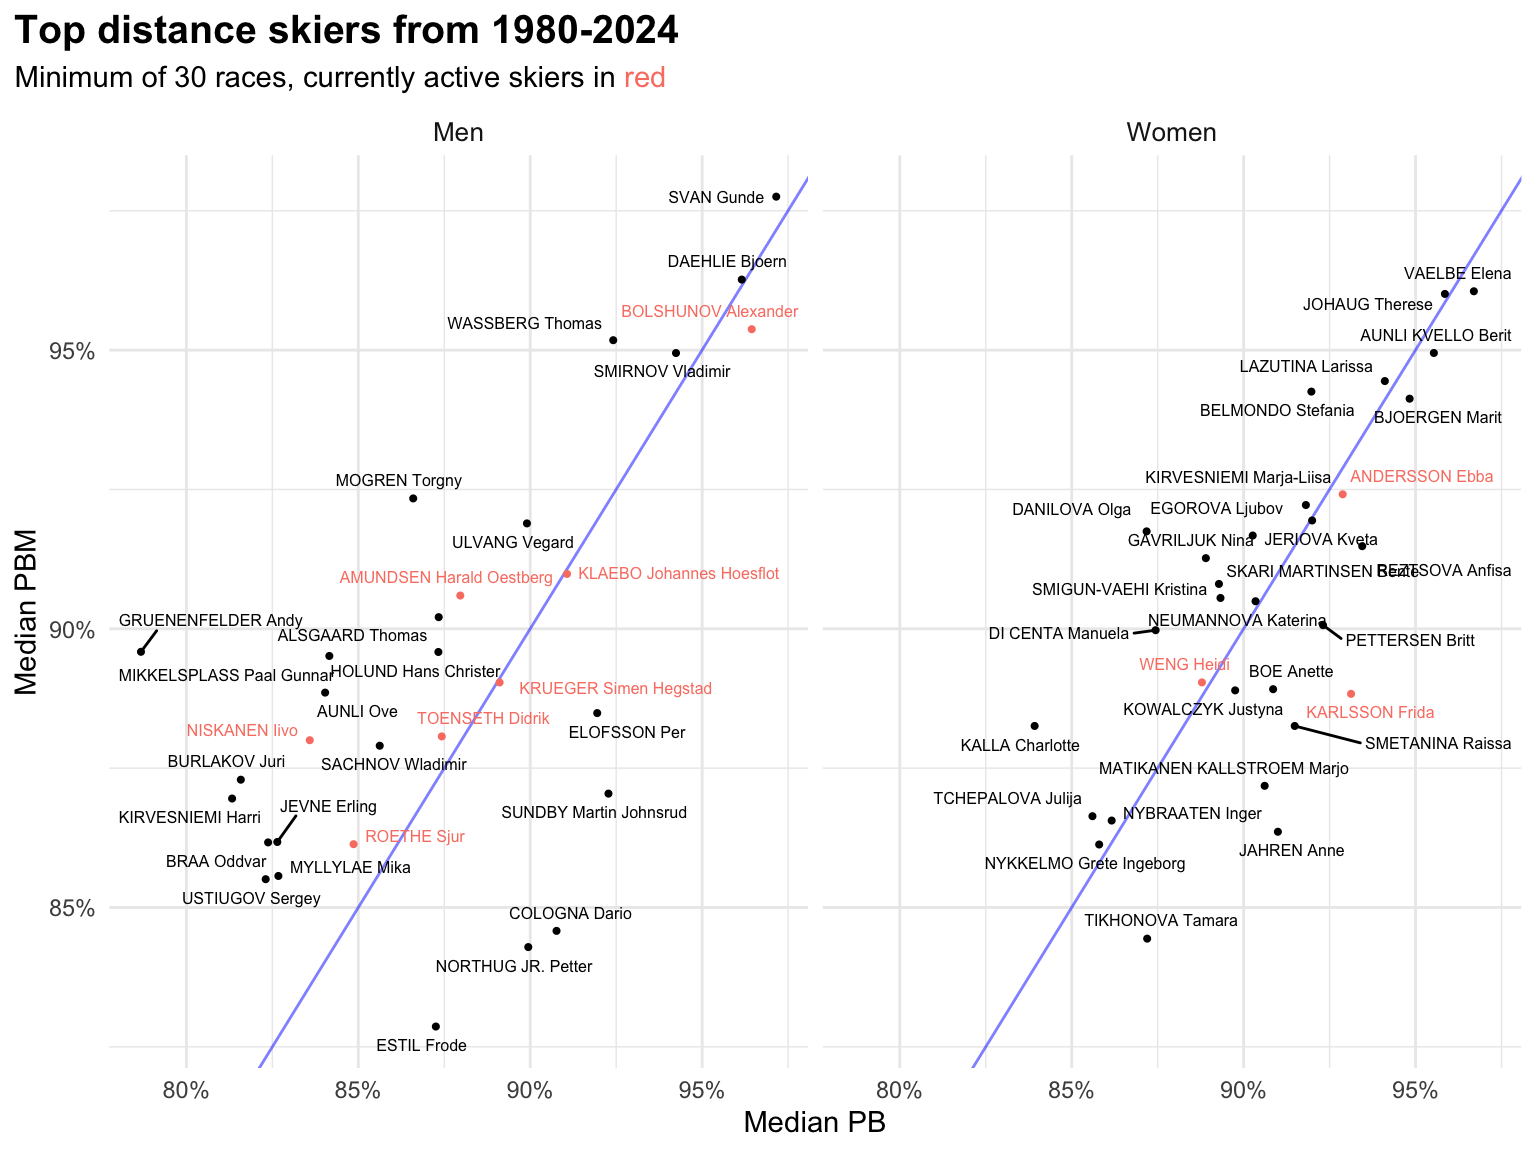 Top distance skiers from 1980-2024
Minimum of 30 races, currently active skiers in red
Men
Women
Median PBM
95%
90%
85%
SVAN Gunde
DAEHLIE Bjoern
BOLSHUNOV Alexander
WASSBERG Thomas
SMIRNOV Vladimir
MOGREN Torgny
ULVANG Vegard
AMUNDSEN Harald Oestberg
KLAEBO Johannes Hoesflot
GRUENENFELDER Andy
ALSGAARD Thomas
MIKKELSPLASS Paal Gunnar
HOLUND Hans Christer
KRUEGER Simen Hegstad
AUNLI Ove
TOENSETH Didrik
NISKANEN Iivo
ELOFSSON Per
BURLAKOV Juri
SACHNOV Wladimir
JEVNE Erling
KIRVESNIEMI Harri
SUNDBY Martin Johnsrud
ROETHE Sjur
BRAA Oddvar
MYLLYLAE Mika
USTIUGOV Sergey
COLOGNA Dario
NORTHUG JR. Petter
ESTIL Frode
VAELBE Elena
JOHAUG Therese
AUNLI KVELLO Berit
LAZUTINA Larissa
BELMONDO Stefania
BJOERGEN Marit
KIRVESNIEMI Marja-Liisa
ANDERSSON Ebba
DANILOVA Olga
EGOROVA Ljubov
GAVRILJUK Nina
JERIOVA Kveta
SKARI MARTINSEN Bente
REZTSOVA Anfisa
SMIGUN-VAEHI Kristina
NEUMANNOVA Katerina
DI CENTA Manuela
PETTERSEN Britt
WENG Heidi
BOE Anette
KOWALCZYK Justyna
KARLSSON Frida
KALLA Charlotte
SMETANINA Raissa
MATIKANEN KALLSTROEM Marjo
TCHEPALOVA Julija
NYBRAATEN Inger
JAHREN Anne
NYKKELMO Grete Ingeborg
TIKHONOVA Tamara
80%
85%
90%
95%
80%
85%
90%
95%
Median PB